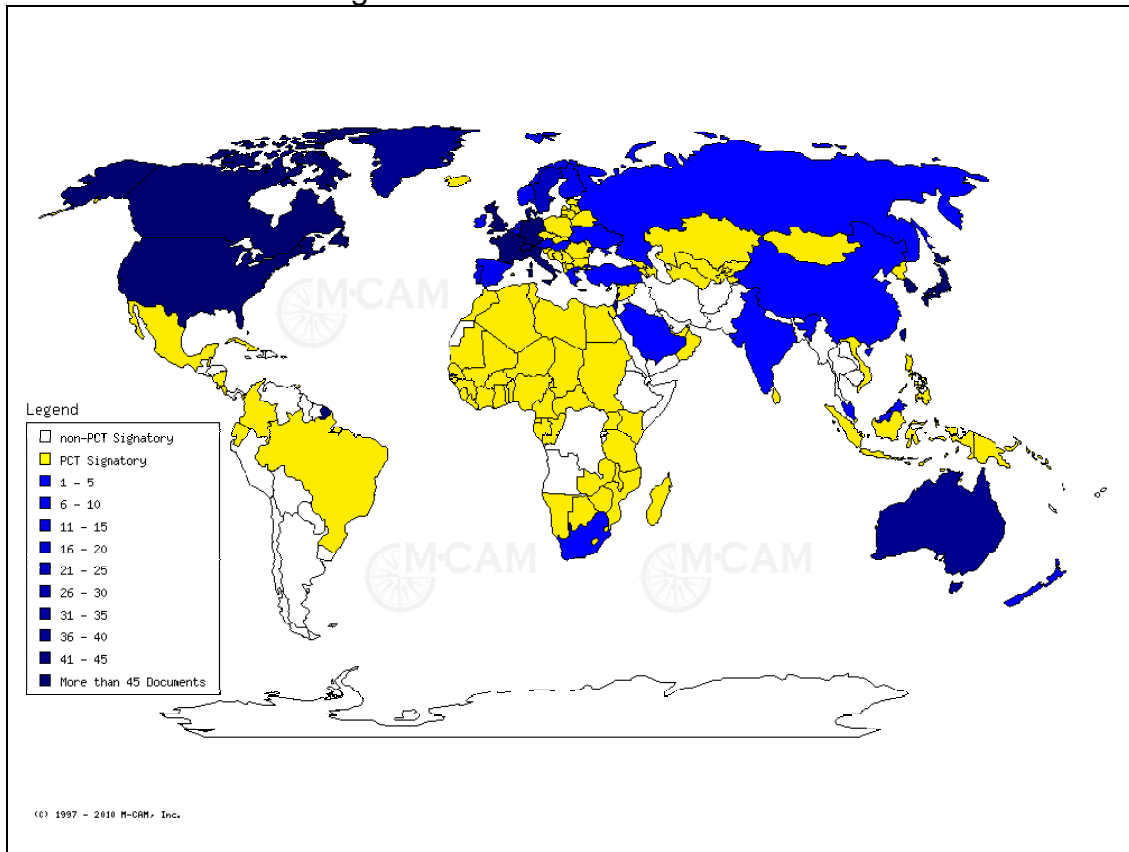 M·CAM
Legend
non-PCT Signatory
PCT Signatory
1 - 5
6 - 10
11 - 15
16 - 20
21 - 25
26 - 30
31 - 35
36 - 40
41 - 45
More than 45 Documents
M·CAM
M·CAM
(C) 1997 - 2010 M-CAM, Inc.